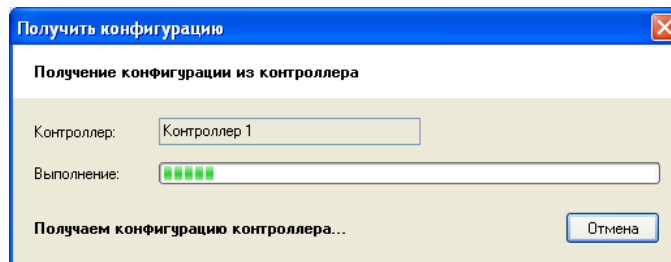 Получить конфигурацию
Получение конфигурации из контроллера
Контроллер: Контроллер 1
Выполнение:
Получаем конфигурацию контроллера... Отмена